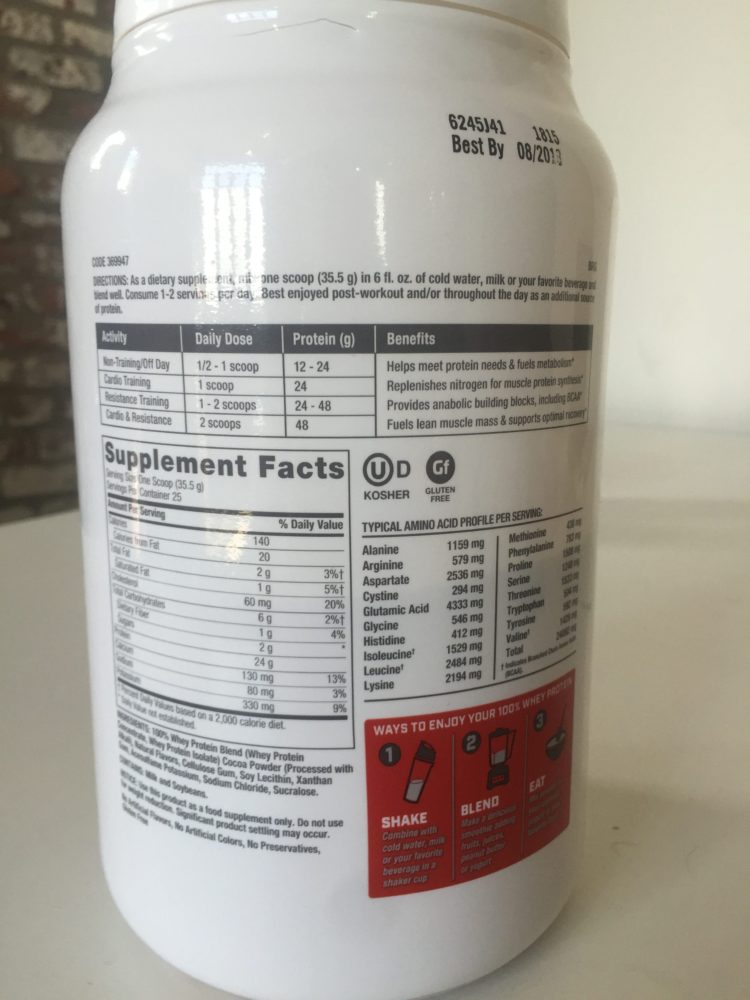 6245J41 1815
Best By 08/201
CODE 369947
DIRECTIONS: As a dietary one scoop (35.5 g) in 6 fl. oz. of cold water, milk or your favorite beverage and
blend well. Consume 1-2 per day. Best enjoyed post-workout and/or throughout the day as an additional source
of protein.
Activity Daily Dose Protein (g) Benefits
Non-Training/Off Day 1/2 - 1 scoop 12 - 24 Helps meet protein needs & fuels metabolism*
Cardio Training 1 scoop 24 Replenishes nitrogen for muscle protein synthesis*
Resistance Training 1 - 2 scoops 24 - 48 Provides anabolic building blocks, including BCAA*
Cardio & Resistance 2 scoops 48 Fuels lean muscle mass & supports optimal recovery*
Supplement Facts
Serving Size One Scoop (35.5 g)
Servings Per Container 25
Amount Per Serving % Daily Value
Calories 140
Calories from Fat 20
Total Fat 2 g 3%†
Saturated Fat 1 g 5%†
Cholesterol 60 mg 20%
Total Carbohydrates 6 g 2%†
Dietary Fiber 1 g 4%
Sugars 2 g *
Protein 24 g
Calcium 130 mg 13%
Sodium 80 mg 3%
Potassium 330 mg 9%
Percent Daily Values based on a 2,000 calorie diet.
Daily Value not established.
INGREDIENTS: 100% Whey Protein Blend (Whey Protein
Concentrate, Whey Protein Isolate) Cocoa Powder (Processed with
Alkali), Natural Flavors, Cellulose Gum, Soy Lecithin, Xanthan
Gum, Acesulfame Potassium, Sodium Chloride, Sucralose.
CONTAINS: Milk and Soybeans.
NOTICE: Use this product as a food supplement only. Do not use
for weight reduction. Significant product settling may occur.
No Artificial Flavors, No Artificial Colors, No Preservatives,
Gluten Free
U D Gf
KOSHER GLUTEN
FREE
TYPICAL AMINO ACID PROFILE PER SERVING:
Alanine 1159 mg
Arginine 579 mg
Aspartate 2536 mg
Cystine 294 mg
Glutamic Acid 4333 mg
Glycine 546 mg
Histidine 412 mg
Isoleucine† 1529 mg
Leucine† 2484 mg
Lysine 2194 mg
Methionine
Phenylalanine
Proline
Serine
Threonine
Tryptophan
Tyrosine
Valine†
Total
† Indicates Branched Chain Amino Acids
(BCAA).
WAYS TO ENJOY YOUR 100% WHEY PROTEIN
1
SHAKE
Combine with
cold water, milk
or your favorite
beverage in a
shaker cup
2
BLEND
Make a delicious
smoothie adding
fruits, juices,
peanut butter
or yogurt
3
EAT